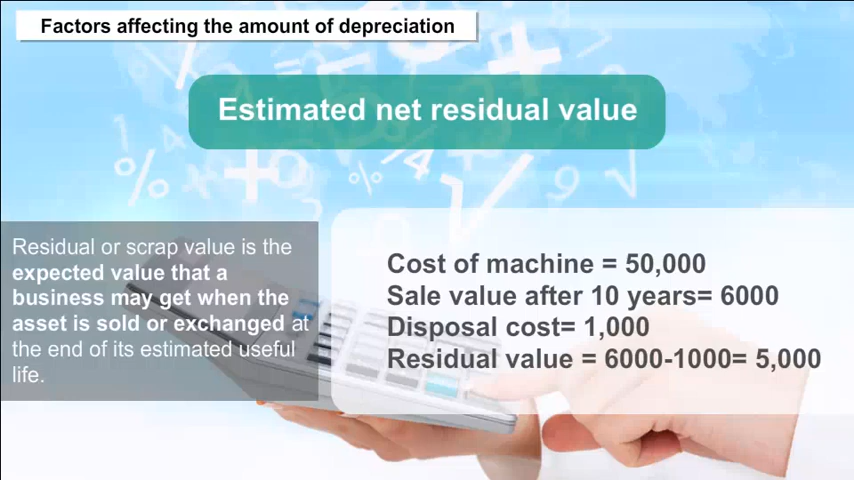 Factors affecting the amount of depreciation
Estimated net residual value
Residual or scrap value is the
expected value that a
business may get when the
asset is sold or exchanged at
the end of its estimated useful
life.
Cost of machine = 50,000
Sale value after 10 years= 6000
Disposal cost= 1,000
Residual value = 6000-1000= 5,000